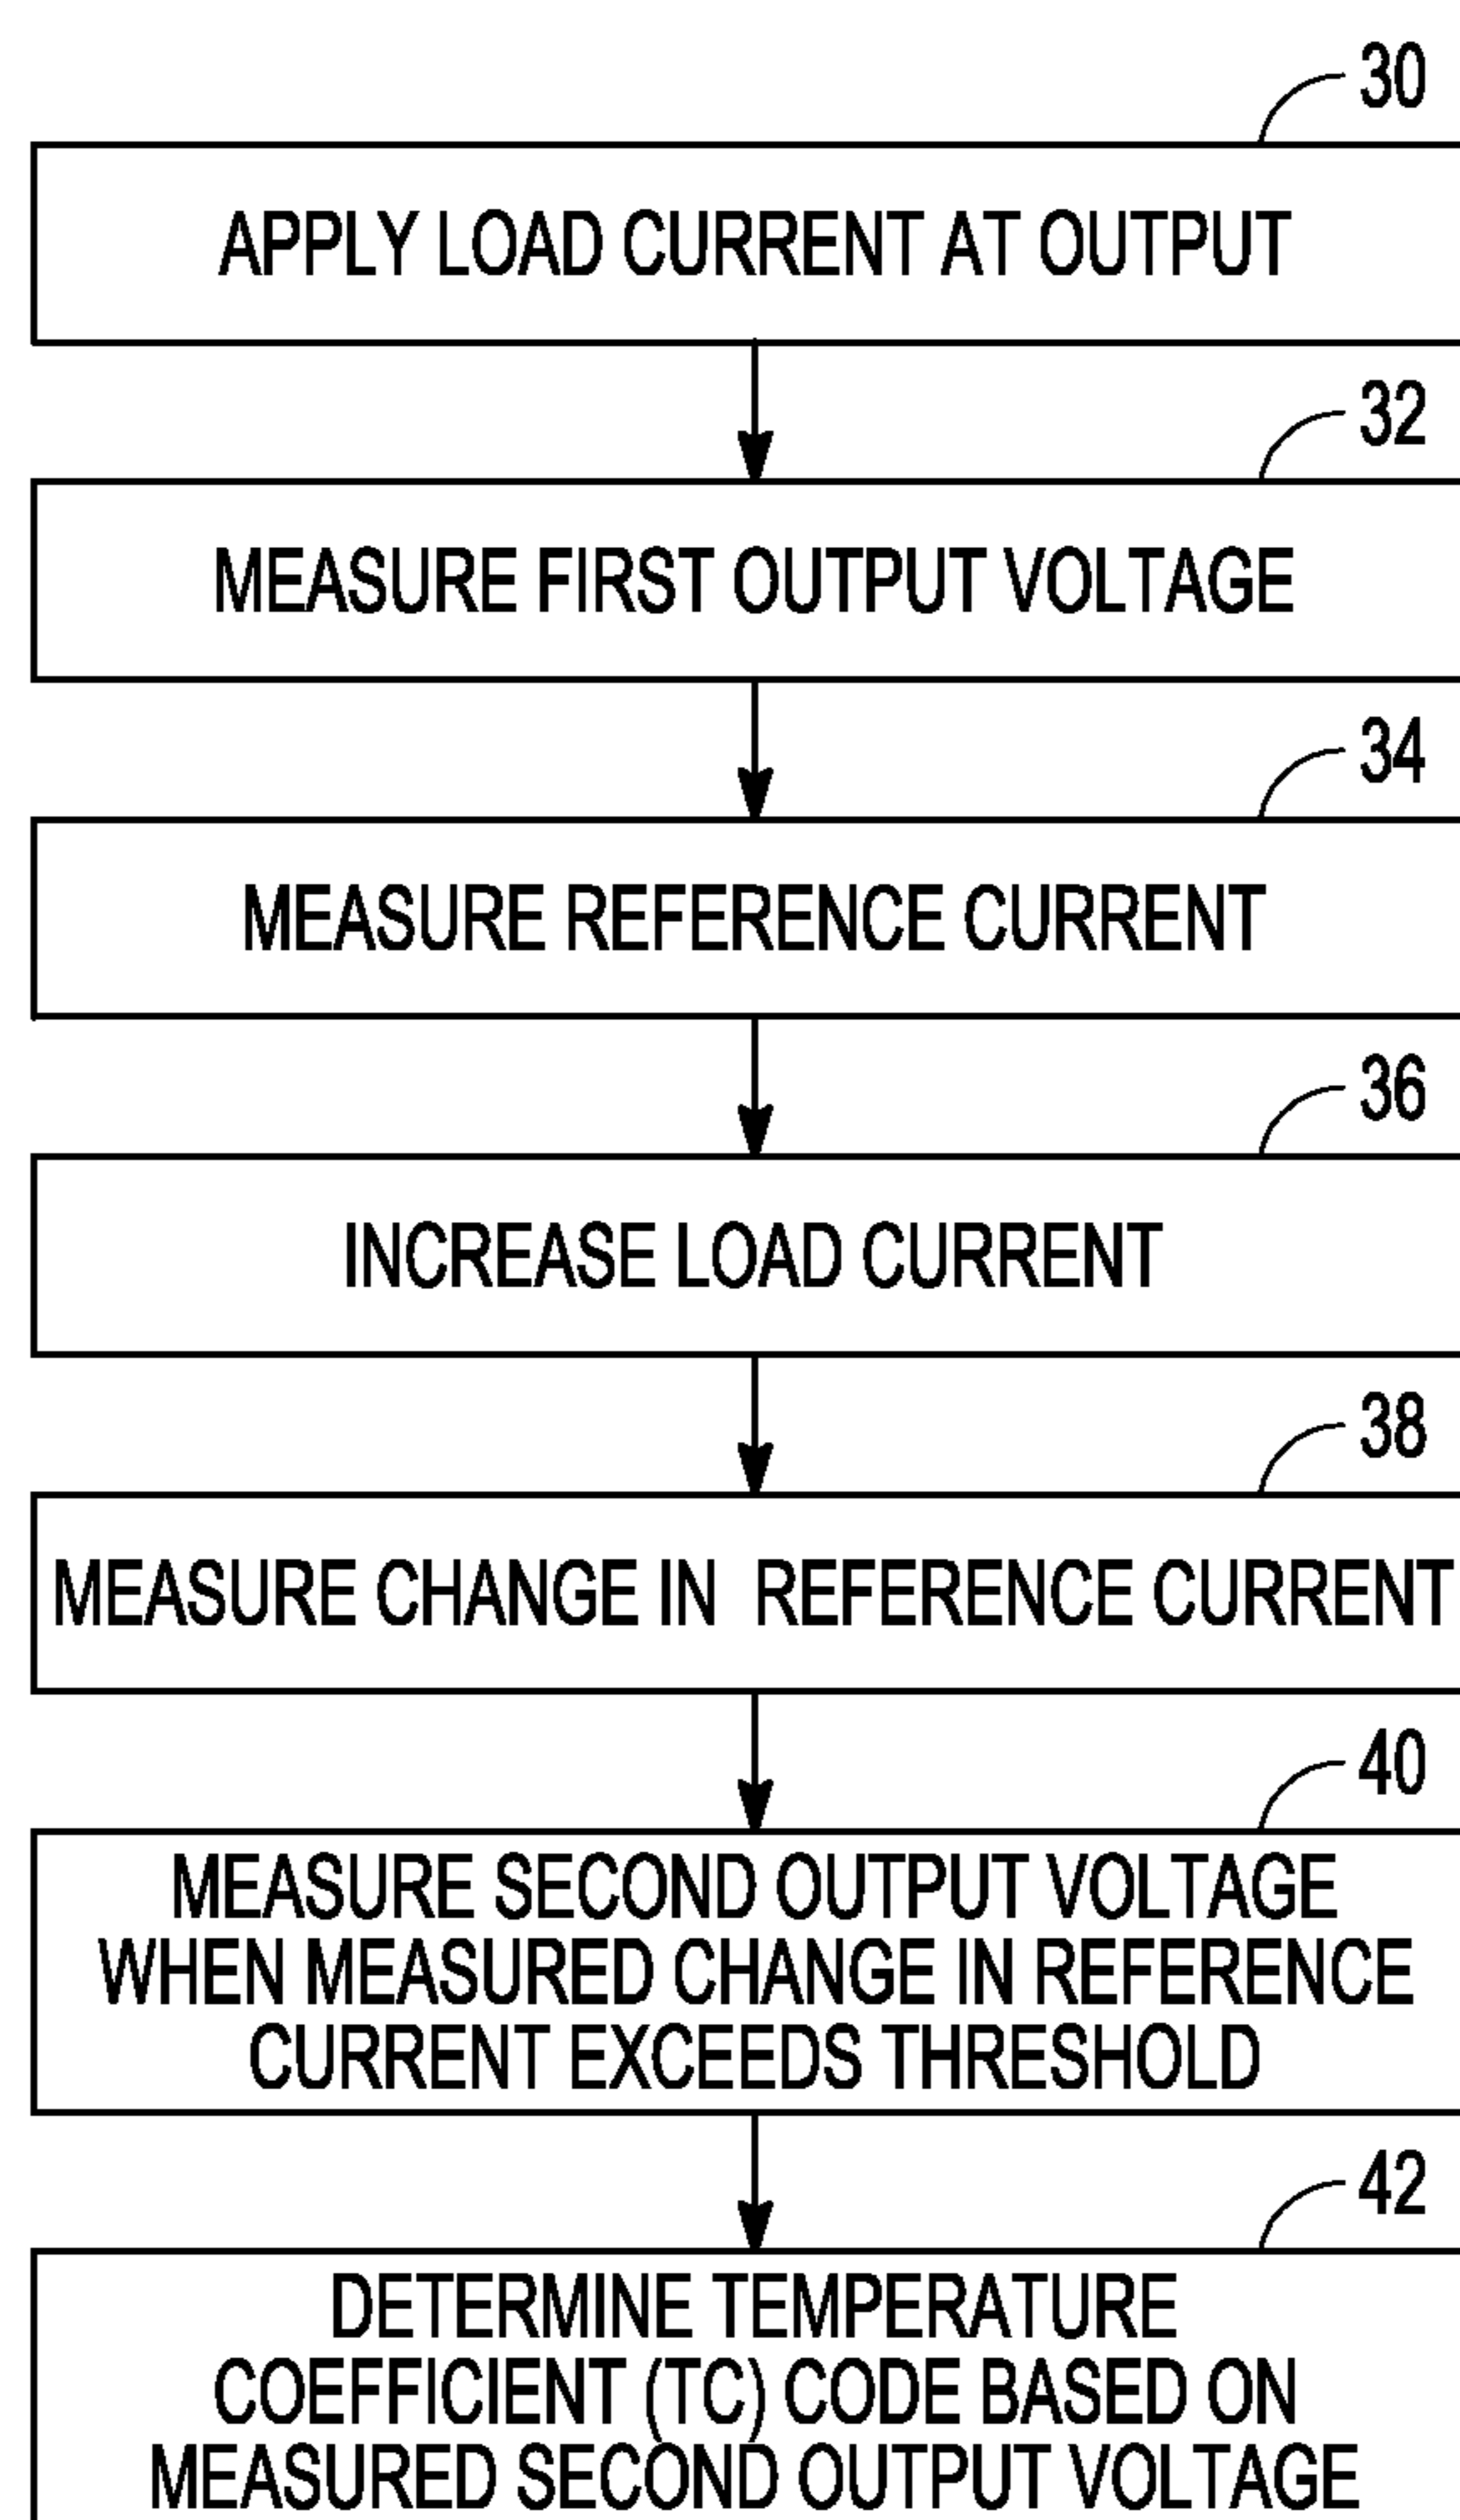 30
APPLY LOAD CURRENT AT OUTPUT
32
MEASURE FIRST OUTPUT VOLTAGE
34
MEASURE REFERENCE CURRENT
36
INCREASE LOAD CURRENT
38
MEASURE CHANGE IN REFERENCE CURRENT
40
MEASURE SECOND OUTPUT VOLTAGE
WHEN MEASURED CHANGE IN REFERENCE
CURRENT EXCEEDS THRESHOLD
42
DETERMINE TEMPERATURE
COEFFICIENT (TC) CODE BASED ON
MEASURED SECOND OUTPUT VOLTAGE